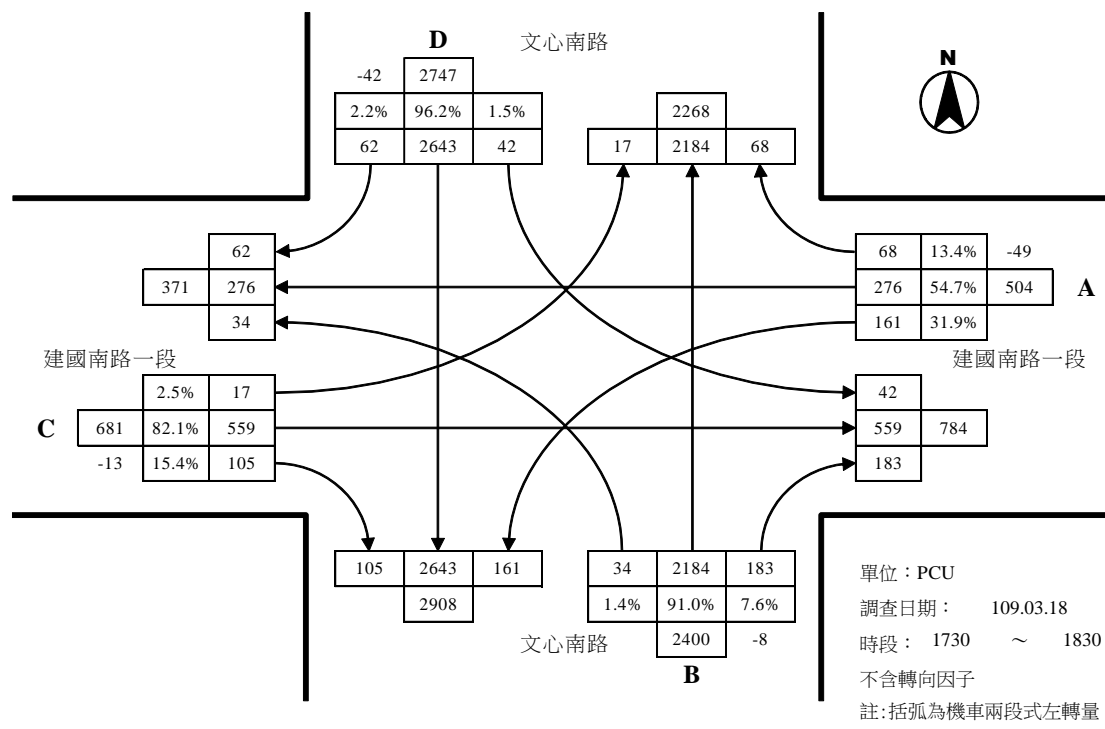 D 文心南路 N
-42 2747
2.2% 96.2% 1.5% 2268
62 2643 42 17 2184 68
62 68 13.4% -49
371 276 276 54.7% 504 A
34 161 31.9%
建國南路一段 建國南路一段
2.5% 17 42
C 681 82.1% 559 559 784
-13 15.4% 105 183
105 2643 161 34 2184 183
2908 1.4% 91.0% 7.6%
文心南路 2400 -8
B
單位：PCU
調查日期： 109.03.18
時段： 1730 ～ 1830
不含轉向因子
註:括弧為機車兩段式左轉量